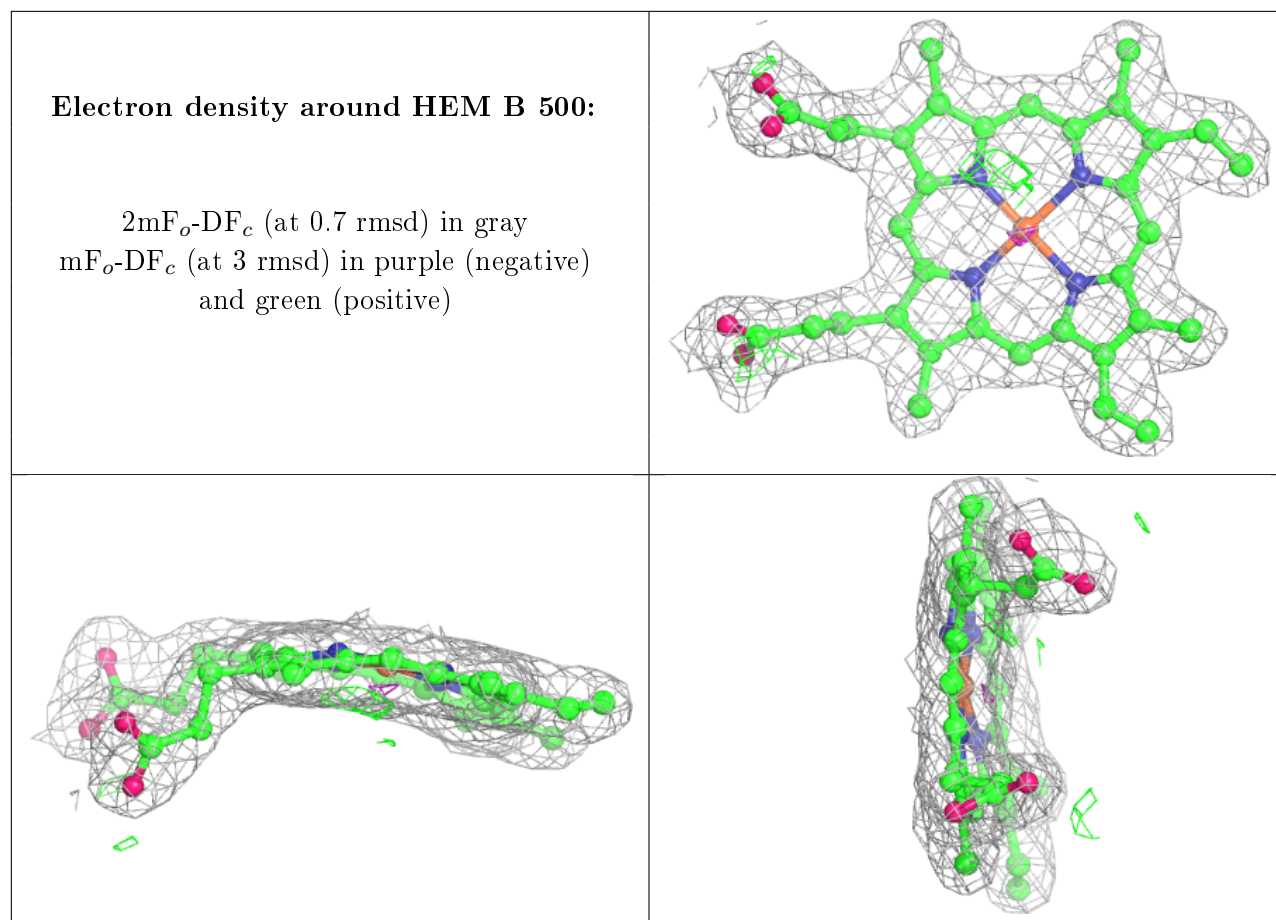 Electron density around HEM B 500:
2mFo-DFc (at 0.7 rmsd) in gray
mFo-DFc (at 3 rmsd) in purple (negative)
and green (positive)